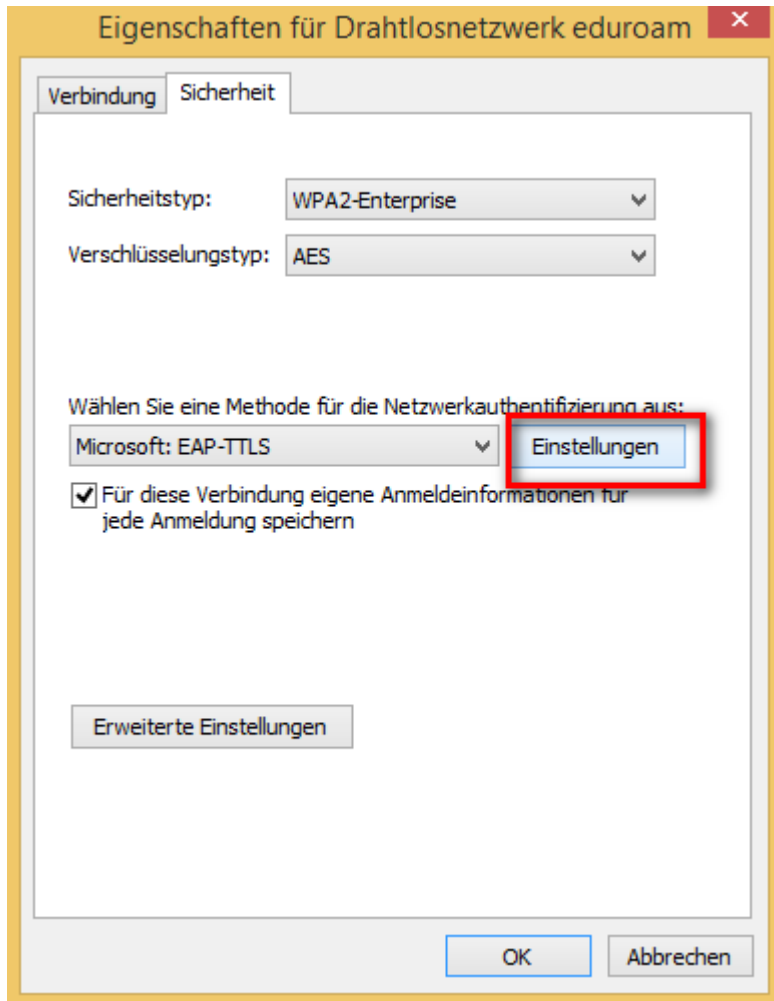 Eigenschaften für Drahtlosnetzwerk eduroam
Verbindung Sicherheit
Sicherheitstyp: WPA2-Enterprise
Verschlüsselungstyp: AES
Wählen Sie eine Methode für die Netzwerkauthentifizierung aus:
Microsoft: EAP-TTLS Einstellungen
Für diese Verbindung eigene Anmeldeinformationen für
jede Anmeldung speichern
Erweiterte Einstellungen
OK Abbrechen